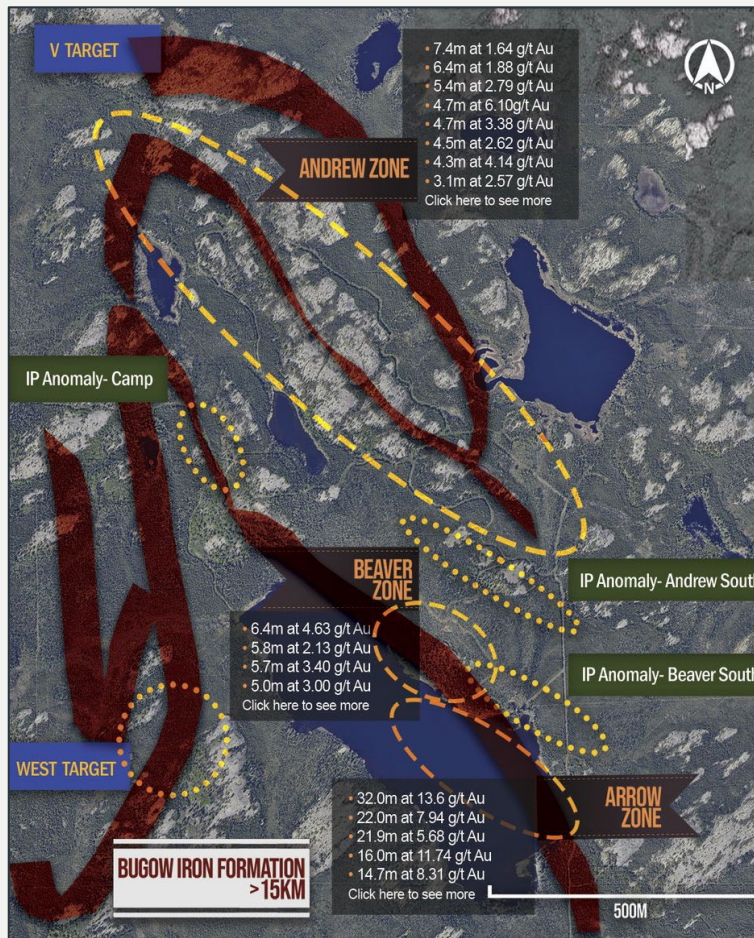 V TARGET
• 7.4m at 1.64 g/t Au
• 6.4m at 1.88 g/t Au
• 5.4m at 2.79 g/t Au
• 4.7m at 6.10g/t Au
• 4.7m at 3.38 g/t Au
• 4.5m at 2.62 g/t Au
• 4.3m at 4.14 g/t Au
• 3.1m at 2.57 g/t Au
Click here to see more
N
ANDREW ZONE
IP Anomaly- Camp
BEAVER
ZONE
IP Anomaly- Andrew South
• 6.4m at 4.63 g/t Au
• 5.8m at 2.13 g/t Au
• 5.7m at 3.40 g/t Au
• 5.0m at 3.00 g/t Au
Click here to see more
IP Anomaly- Beaver South
WEST TARGET
• 32.0m at 13.6 g/t Au
• 22.0m at 7.94 g/t Au
• 21.9m at 5.68 g/t Au
• 16.0m at 11.74 g/t Au
• 14.7m at 8.31 g/t Au
Click here to see more
ARROW
ZONE
BUGOW IRON FORMATION
>15KM
500M